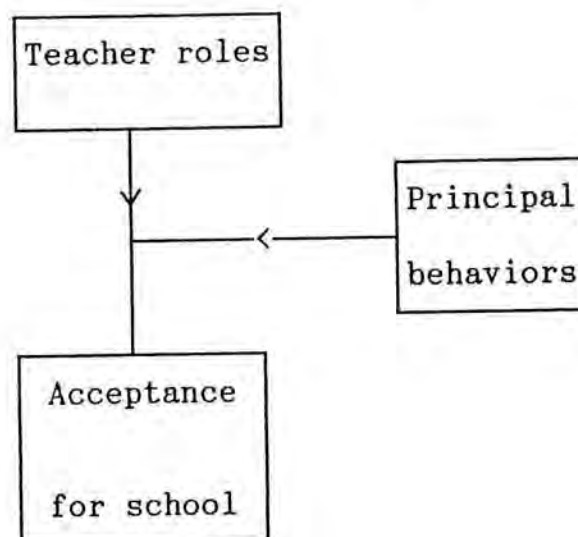 Teacher roles
Principal
behaviors
Acceptance
for school